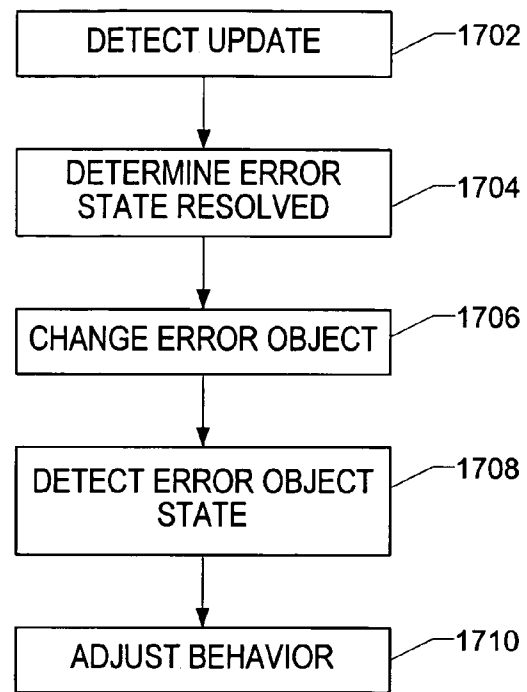 DETECT UPDATE
1702
DETERMINE ERROR
STATE RESOLVED
1704
CHANGE ERROR OBJECT
1706
DETECT ERROR OBJECT
STATE
1708
ADJUST BEHAVIOR
1710